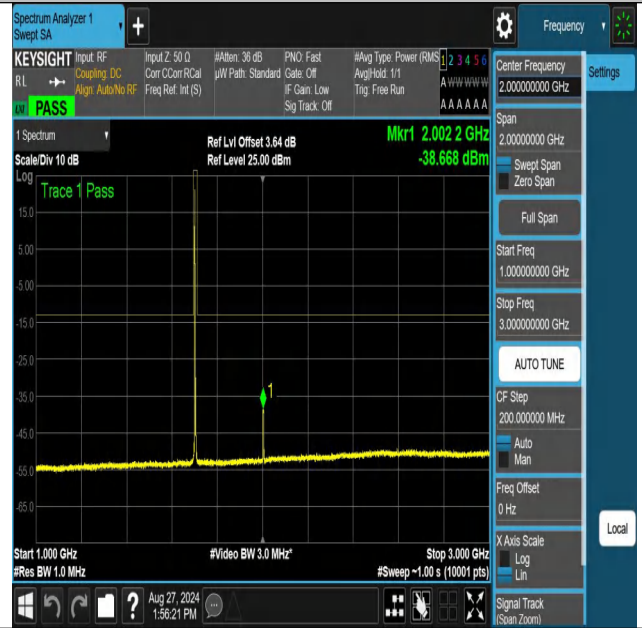 Spectrum Analyzer 1
Swept SA
+
Frequency
KEYSIGHT
RL
PASS
Input: RF
Coupling: DC
Align: Auto/No RF
Input Z: 50 Ω
Corr CCorr RCal
Freq Ref: Int (S)
#Atten: 36 dB
µW Path: Standard
PNO: Fast
Gate: Off
IF Gain: Low
Sig Track: Off
#Avg Type: Power (RMS
Avg|Hold: 1/1
Trig: Free Run
1 2 3 4 5 6
A W W W W W
A A A A A A
1 Spectrum
Scale/Div 10 dB
Ref Lvl Offset 3.64 dB
Ref Level 25.00 dBm
Mkr1 2.002 2 GHz
-38.668 dBm
Log
Trace 1 Pass
15.0
5.00
-5.00
-15.0
-25.0
-35.0
-45.0
-55.0
-65.0
1
Start 1.000 GHz
#Res BW 1.0 MHz
#Video BW 3.0 MHz*
Stop 3.000 GHz
#Sweep ~1.00 s (10001 pts)
Center Frequency
2.000000000 GHz
Settings
Span
2.00000000 GHz
Swept Span
Zero Span
Full Span
Start Freq
1.000000000 GHz
Stop Freq
3.000000000 GHz
AUTO TUNE
CF Step
200.000000 MHz
Auto
Man
Freq Offset
0 Hz
X Axis Scale
Log
Lin
Local
Signal Track
(Span Zoom)
?
Aug 27, 2024
1:56:21 PM